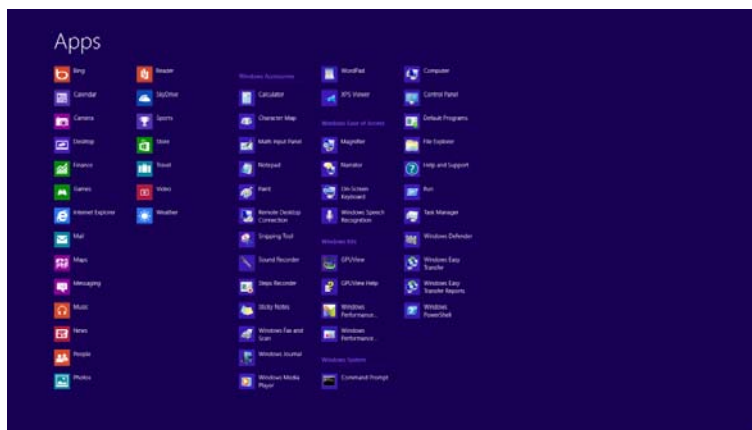 Apps
Bing
Calendar
Camera
Desktop
Finance
Games
Internet Explorer
Mail
Maps
Messaging
Music
News
People
Photos
Reader
SkyDrive
Sports
Store
Travel
Video
Weather
Windows Accessories
Calculator
Character Map
Math Input Panel
Notepad
Paint
Remote Desktop
Connection
Snipping Tool
Sound Recorder
Steps Recorder
Sticky Notes
Windows Fax and
Scan
Windows Journal
Windows Media
Player
WordPad
XPS Viewer
Windows Ease of Access
Magnifier
Narrator
On-Screen
Keyboard
Windows Speech
Recognition
Windows Kits
GPUView
GPUView Help
Windows
Performance...
Windows
Performance...
Windows System
Command Prompt
Computer
Control Panel
Default Programs
File Explorer
Help and Support
Run
Task Manager
Windows Defender
Windows Easy
Transfer
Windows Easy
Transfer Reports
Windows
PowerShell